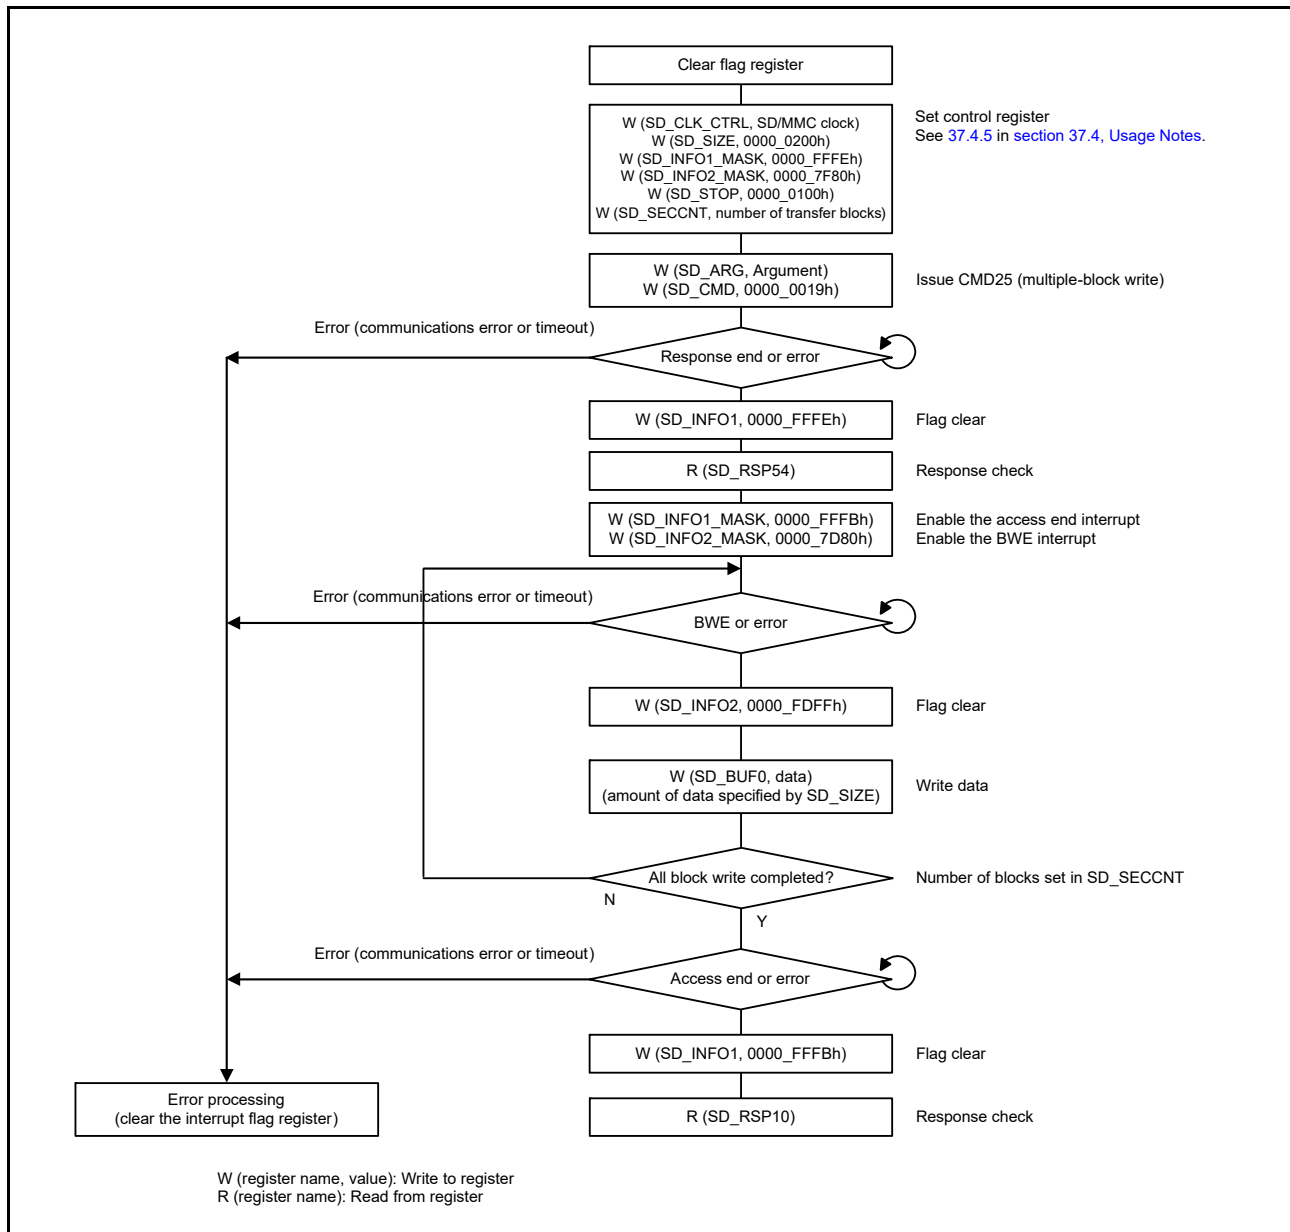 Clear flag register
W (SD_CLK_CTRL, SD/MMC clock)
W (SD_SIZE, 0000_0200h)
W (SD_INFO1_MASK, 0000_FFFEh)
W (SD_INFO2_MASK, 0000_7F80h)
W (SD_STOP, 0000_0100h)
W (SD_SECCNT, number of transfer blocks)
Set control register
See 37.4.5 in section 37.4, Usage Notes.
W (SD_ARG, Argument)
W (SD_CMD, 0000_0019h)
Issue CMD25 (multiple-block write)
Error (communications error or timeout)
Response end or error
W (SD_INFO1, 0000_FFFEh)
Flag clear
R (SD_RSP54)
Response check
W (SD_INFO1_MASK, 0000_FFFBh)
W (SD_INFO2_MASK, 0000_7D80h)
Enable the access end interrupt
Enable the BWE interrupt
Error (communications error or timeout)
BWE or error
W (SD_INFO2, 0000_FDFFh)
Flag clear
W (SD_BUF0, data)
(amount of data specified by SD_SIZE)
Write data
All block write completed?
Number of blocks set in SD_SECCNT
N
Y
Error (communications error or timeout)
Access end or error
W (SD_INFO1, 0000_FFFBh)
Flag clear
Error processing
(clear the interrupt flag register)
R (SD_RSP10)
Response check
W (register name, value): Write to register
R (register name): Read from register